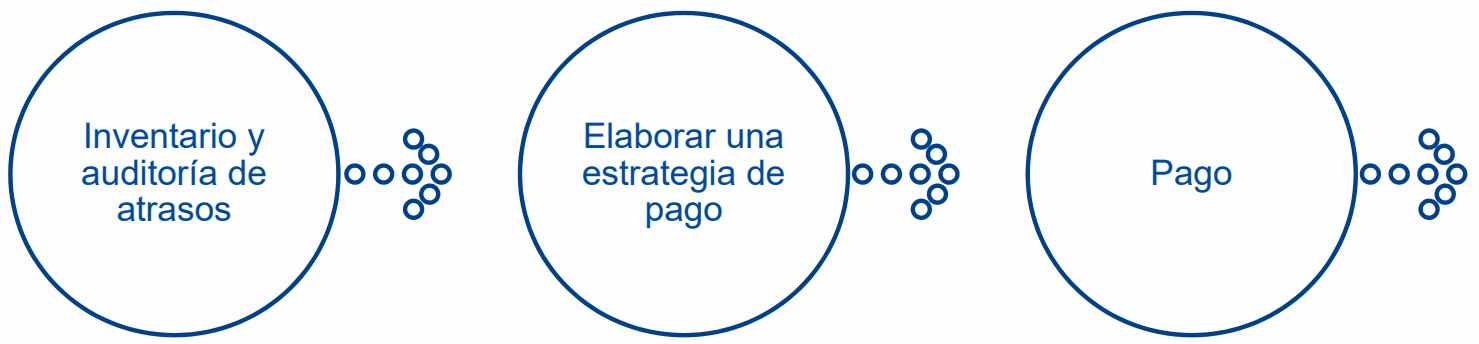 Inventario y
auditoría de
atrasos
Elaborar una
estrategia de
pago
Pago